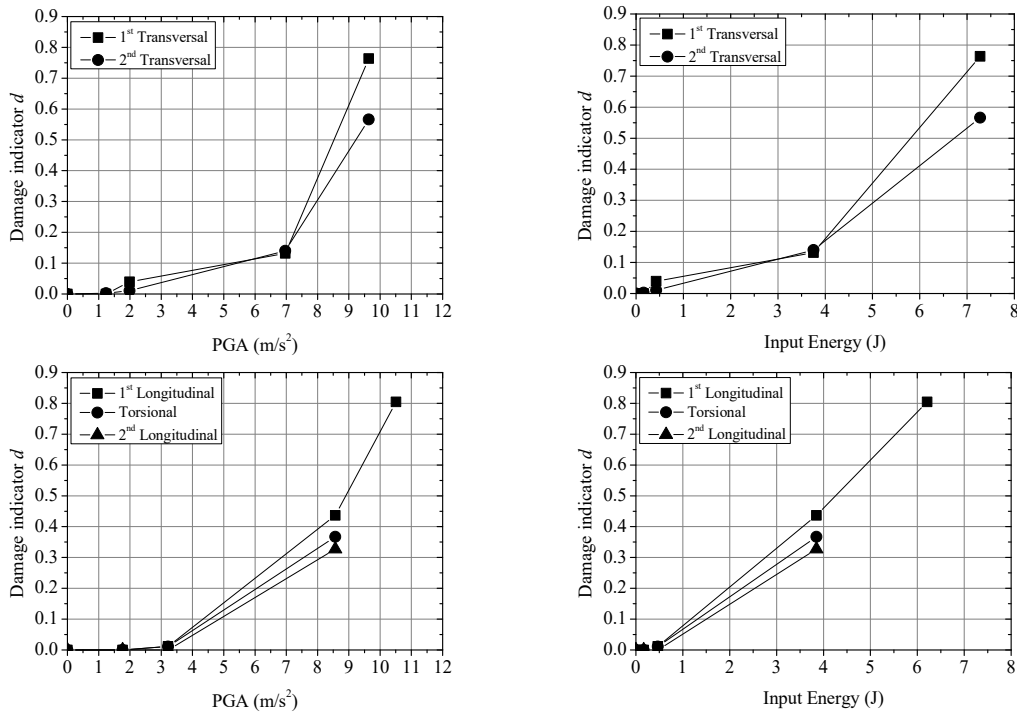 0.9
0.8
0.7
0.6
0.5
0.4
0.3
0.2
0.1
0.0
Damage indicator d
1st Transversal
2nd Transversal
0 1 2 3 4 5 6 7 8 9 10 11 12
PGA (m/s2)
0.9
0.8
0.7
0.6
0.5
0.4
0.3
0.2
0.1
0.0
Damage indicator d
1st Transversal
2nd Transversal
0 1 2 3 4 5 6 7 8
Input Energy (J)
0.9
0.8
0.7
0.6
0.5
0.4
0.3
0.2
0.1
0.0
Damage indicator d
1st Longitudinal
Torsional
2nd Longitudinal
0 1 2 3 4 5 6 7 8 9 10 11 12
PGA (m/s2)
0.9
0.8
0.7
0.6
0.5
0.4
0.3
0.2
0.1
0.0
Damage indicator d
1st Longitudinal
Torsional
2nd Longitudinal
0 1 2 3 4 5 6 7 8
Input Energy (J)